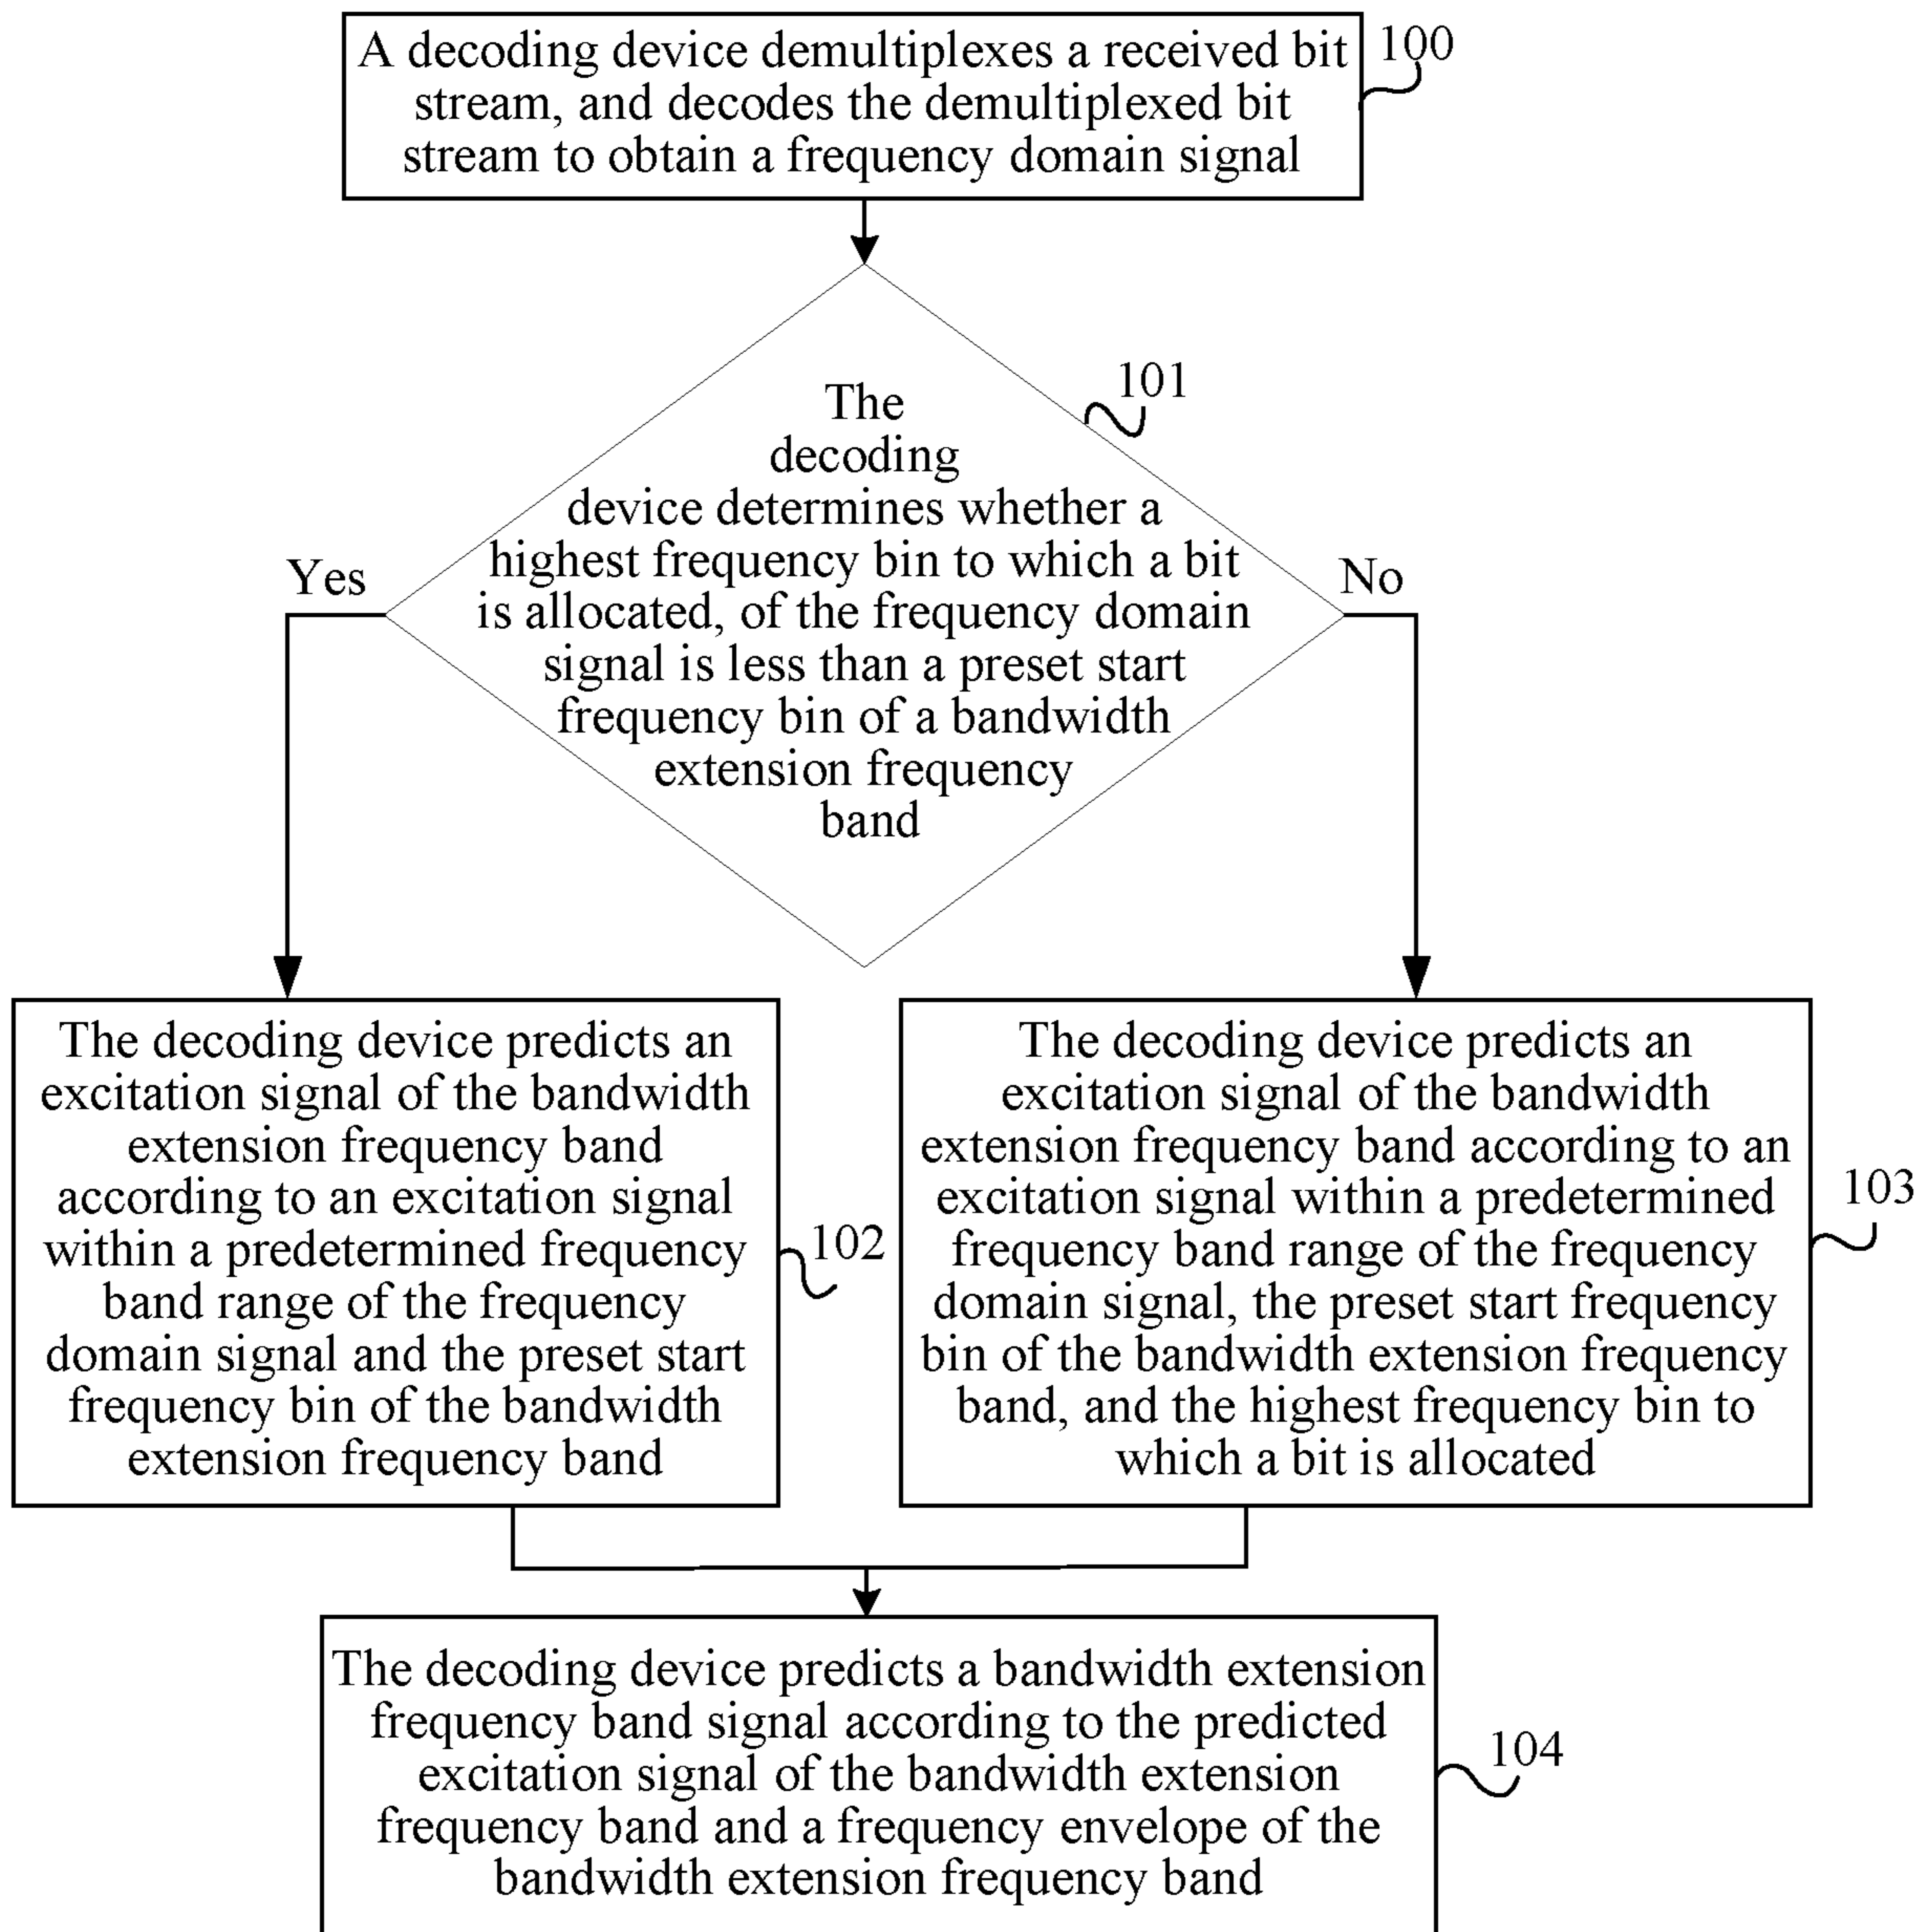 A decoding device demultiplexes a received bit
stream, and decodes the demultiplexed bit
stream to obtain a frequency domain signal
100
The
decoding
device determines whether a
highest frequency bin to which a bit
is allocated, of the frequency domain
signal is less than a preset start
frequency bin of a bandwidth
extension frequency
band
101
Yes
No
The decoding device predicts an
excitation signal of the bandwidth
extension frequency band
according to an excitation signal
within a predetermined frequency
band range of the frequency
domain signal and the preset start
frequency bin of the bandwidth
extension frequency band
102
The decoding device predicts an
excitation signal of the bandwidth
extension frequency band according to an
excitation signal within a predetermined
frequency band range of the frequency
domain signal, the preset start frequency
bin of the bandwidth extension frequency
band, and the highest frequency bin to
which a bit is allocated
103
The decoding device predicts a bandwidth extension
frequency band signal according to the predicted
excitation signal of the bandwidth extension
frequency band and a frequency envelope of the
bandwidth extension frequency band
104